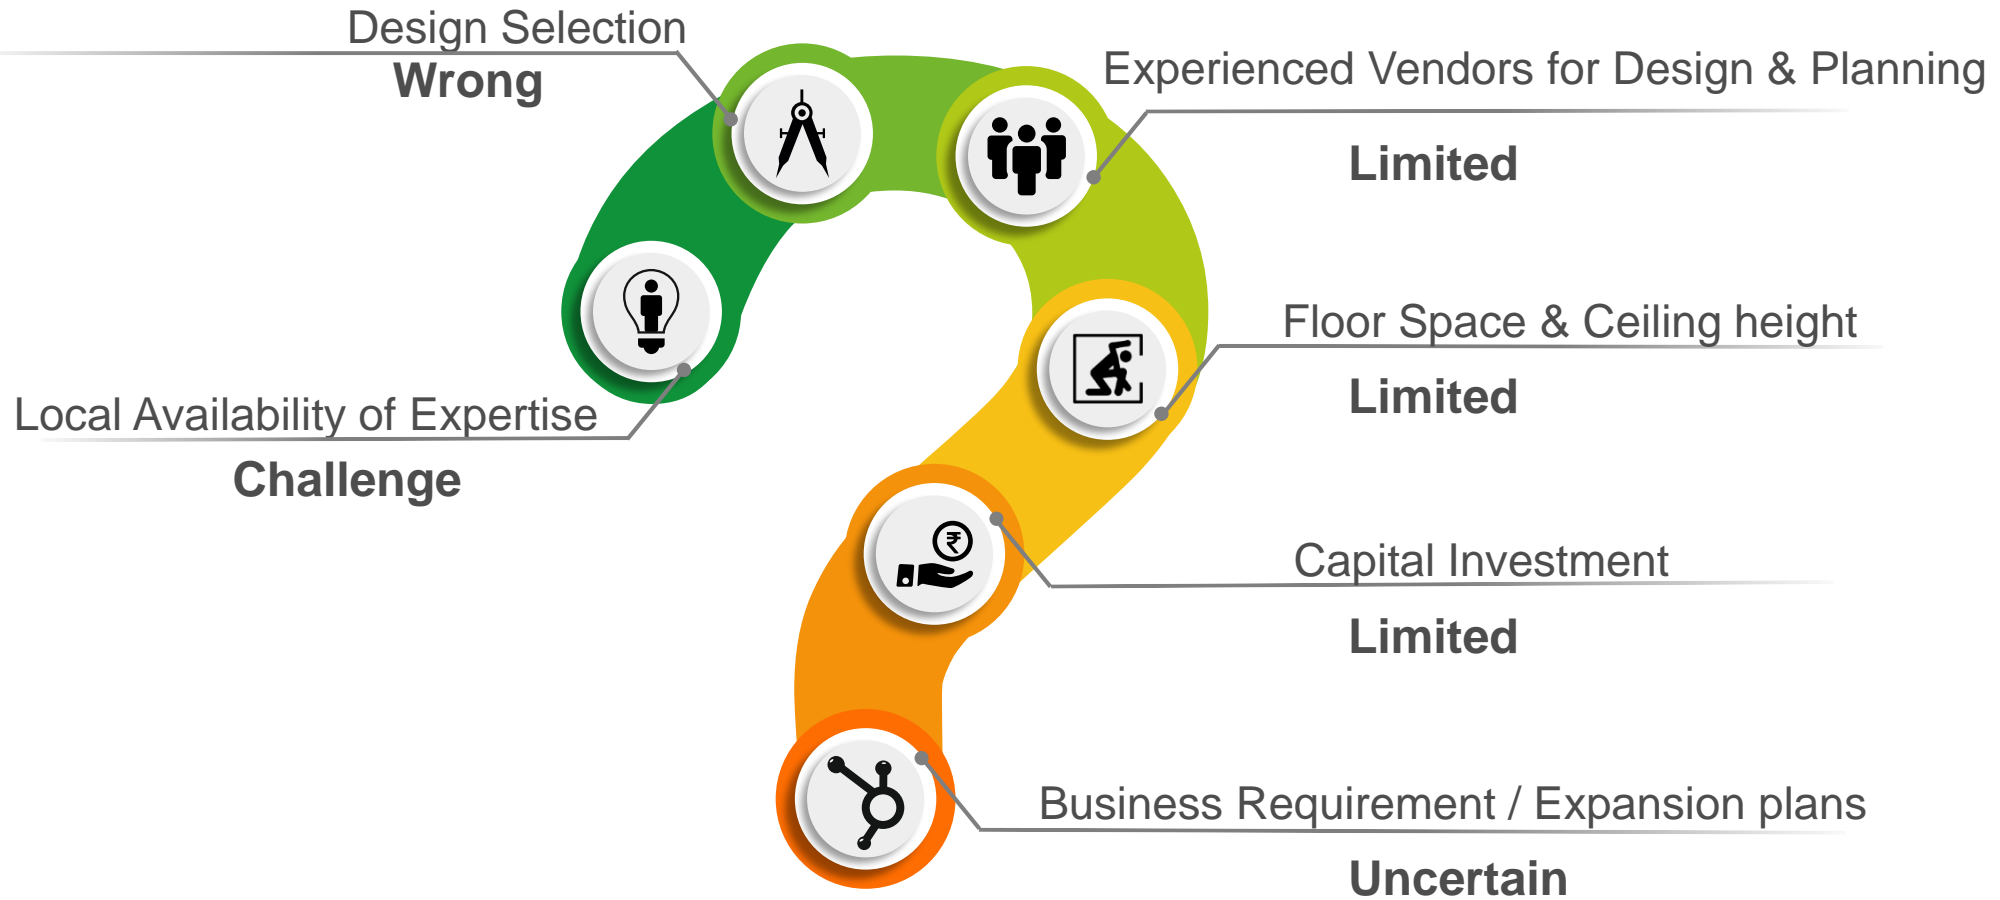 Design Selection
Wrong
Experienced Vendors for Design & Planning
Limited
Floor Space & Ceiling height
Limited
Local Availability of Expertise
Challenge
₹
Capital Investment
Limited
Business Requirement / Expansion plans
Uncertain